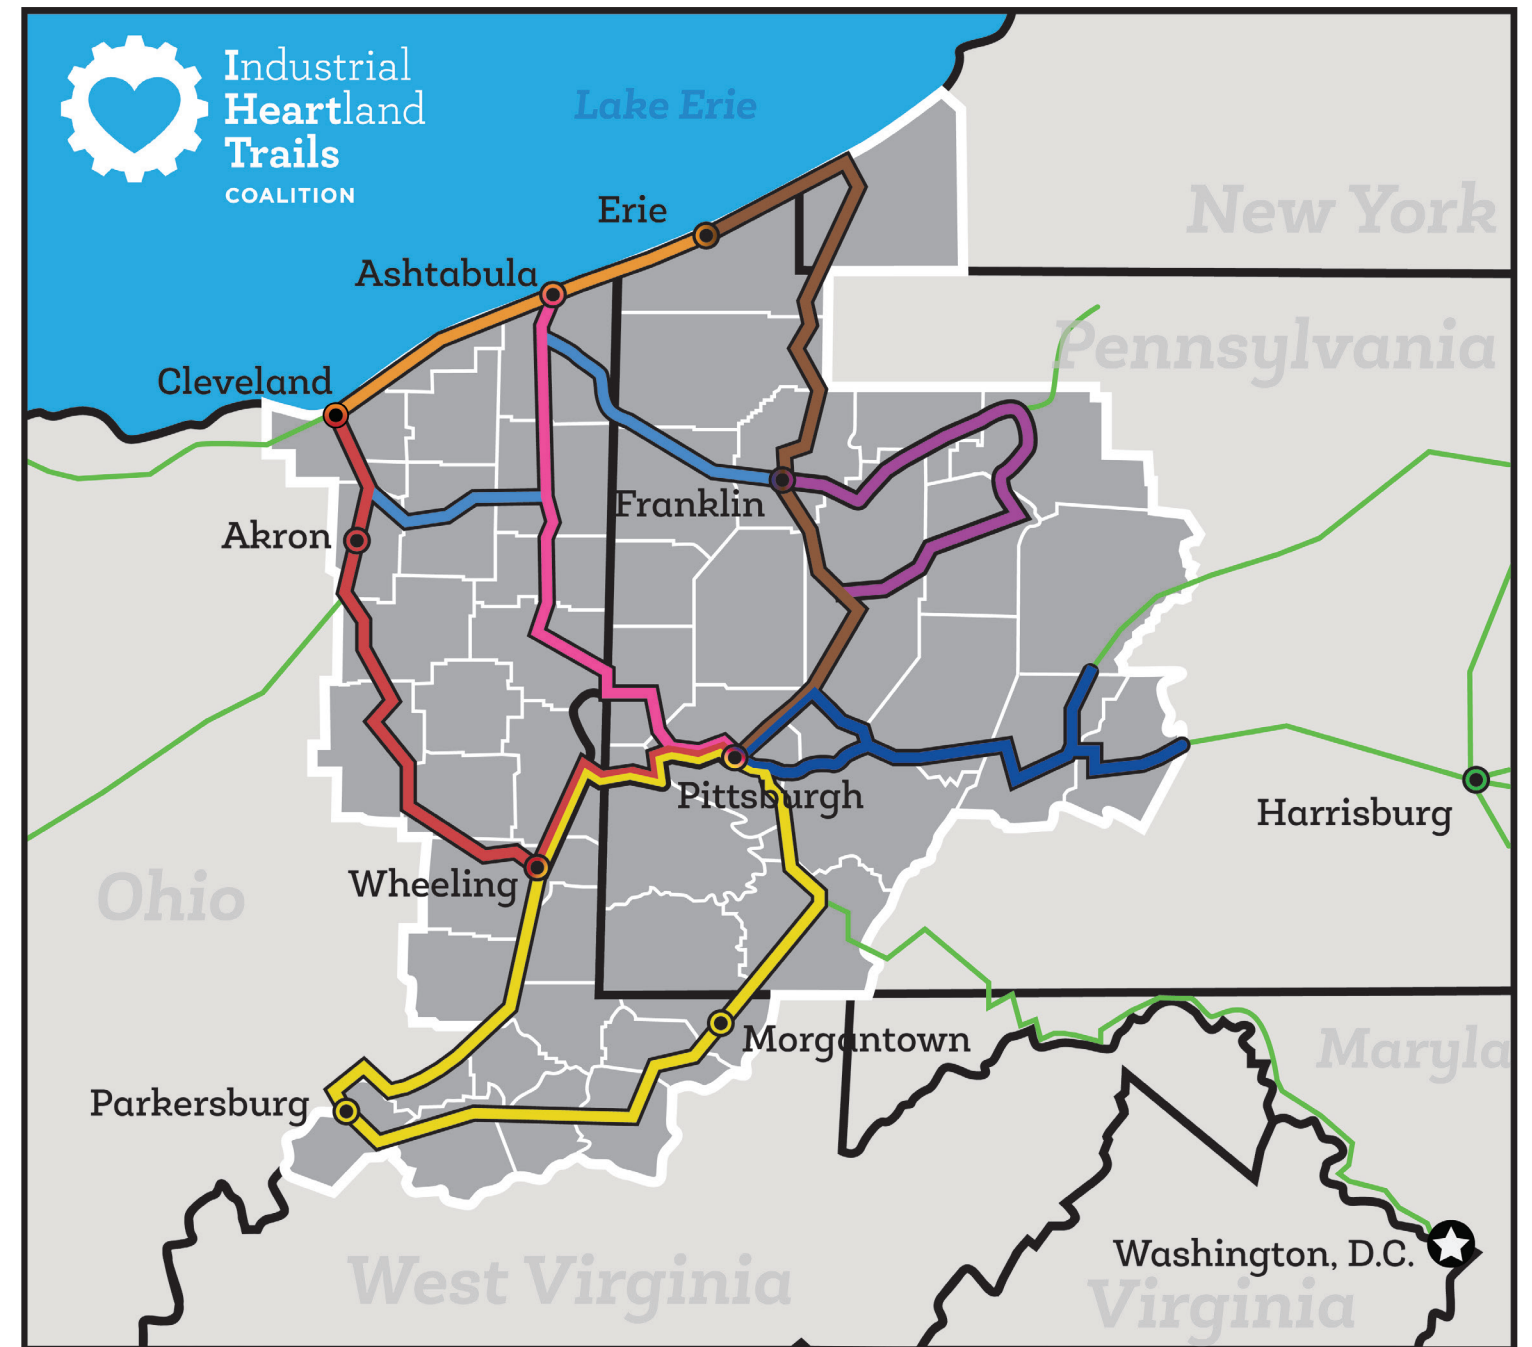 Industrial
Heartland
Trails
COALITION
Lake Erie
New York
Erie
Ashtabula
Pennsylvania
Cleveland
Franklin
Akron
Pittsburgh
Harrisburg
Wheeling
Ohio
Morgantown
Maryla
Parkersburg
Washington, D.C.
West Virginia
Virginia